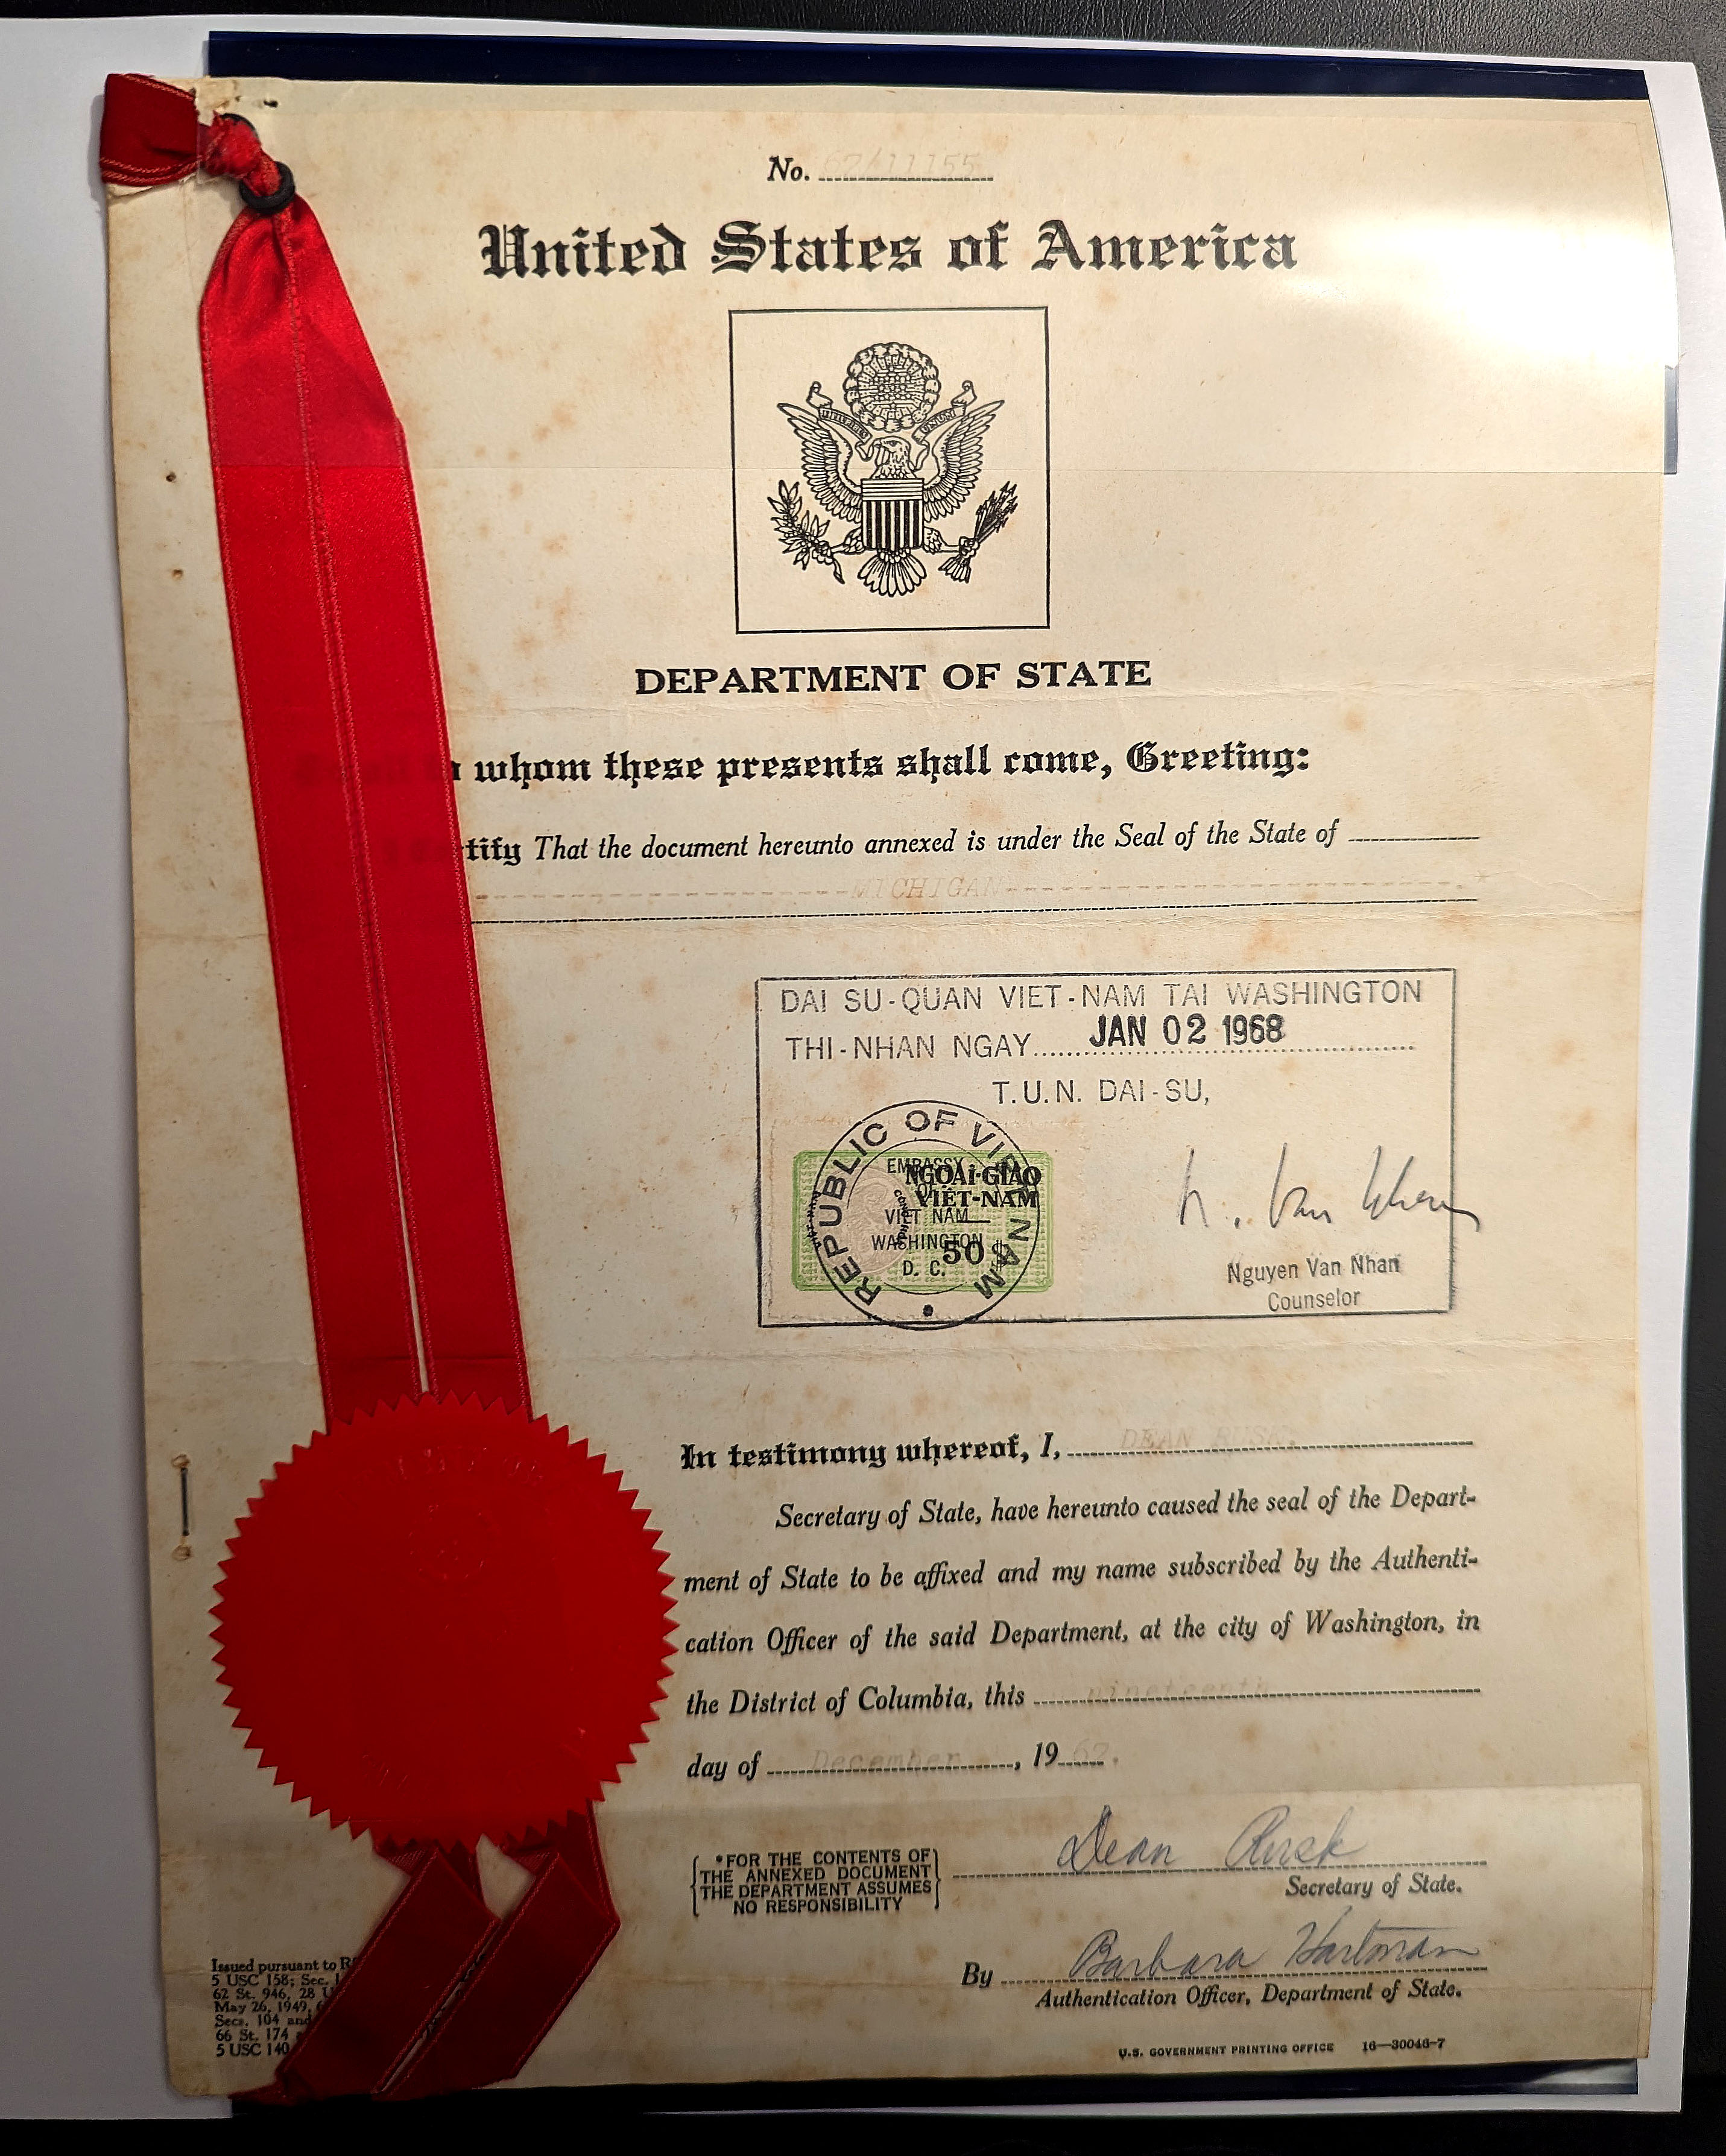 No. 67/11155
United States of America
DEPARTMENT OF STATE
whom these presents shall come, Greeting:
tify That the document hereunto annexed is under the Seal of the State of
MICHIGAN
DAI SU-QUAN VIET-NAM TAI WASHINGTON
THI-NHAN NGAY JAN 02 1968
T.U.N. DAI-SU,
REPUBLIC OF VIET NAM
EMBASSY
OF
VIET NAM
WASHINGTON
D. C.
NGOẠI-GIAO
VIỆT-NAM
50$
Nguyen Van Nhan
Counselor
In testimony whereof, I, DEAN RUSK,
Secretary of State, have hereunto caused the seal of the Depart-
ment of State to be affixed and my name subscribed by the Authenti-
cation Officer of the said Department, at the city of Washington, in
the District of Columbia, this nineteenth
day of December, 1967.
*FOR THE CONTENTS OF
THE ANNEXED DOCUMENT
THE DEPARTMENT ASSUMES
NO RESPONSIBILITY
Dean Rusk
Secretary of State.
By Barbara Hartman
Authentication Officer, Department of State.
Issued pursuant to
5 USC 158; Sec.
62 St. 946, 28
May 26, 1949,
Secs. 104 and
66 St. 174
5 USC 140
U.S. GOVERNMENT PRINTING OFFICE 16—30046-7